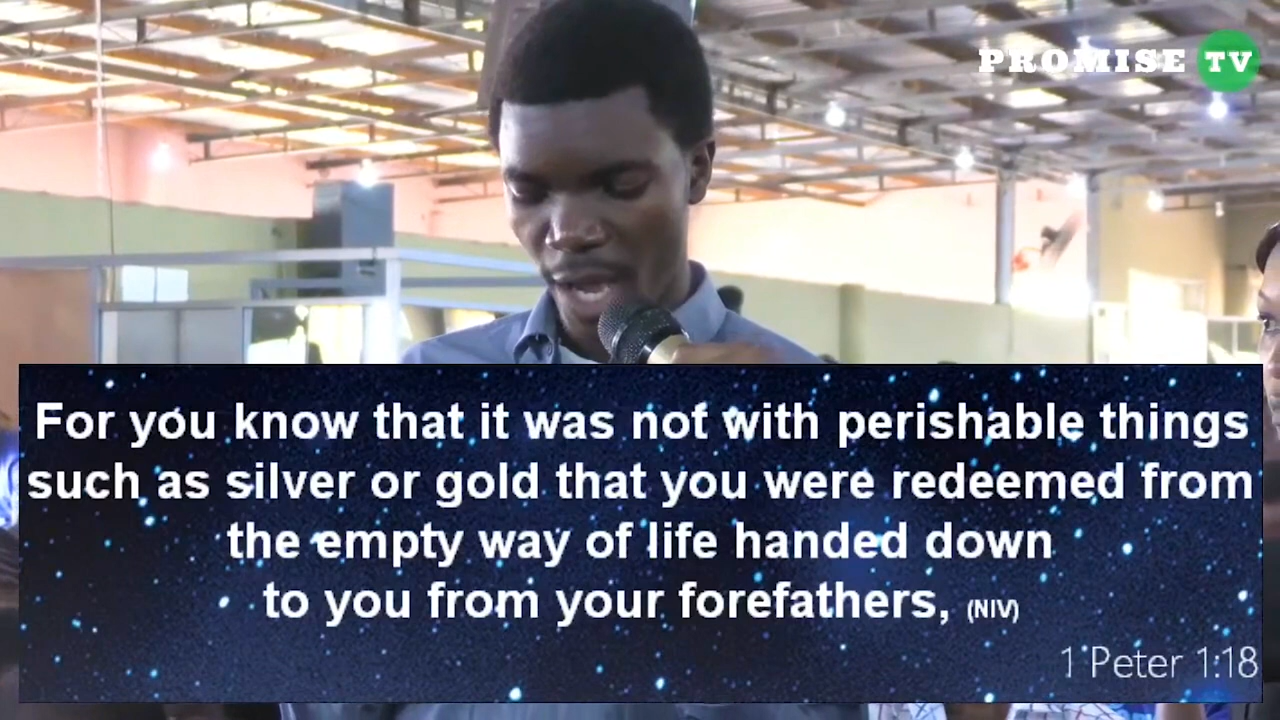 PROMISE TV
For you know that it was not with perishable things
such as silver or gold that you were redeemed from
the empty way of life handed down
to you from your forefathers, (NIV)
1 Peter 1:18